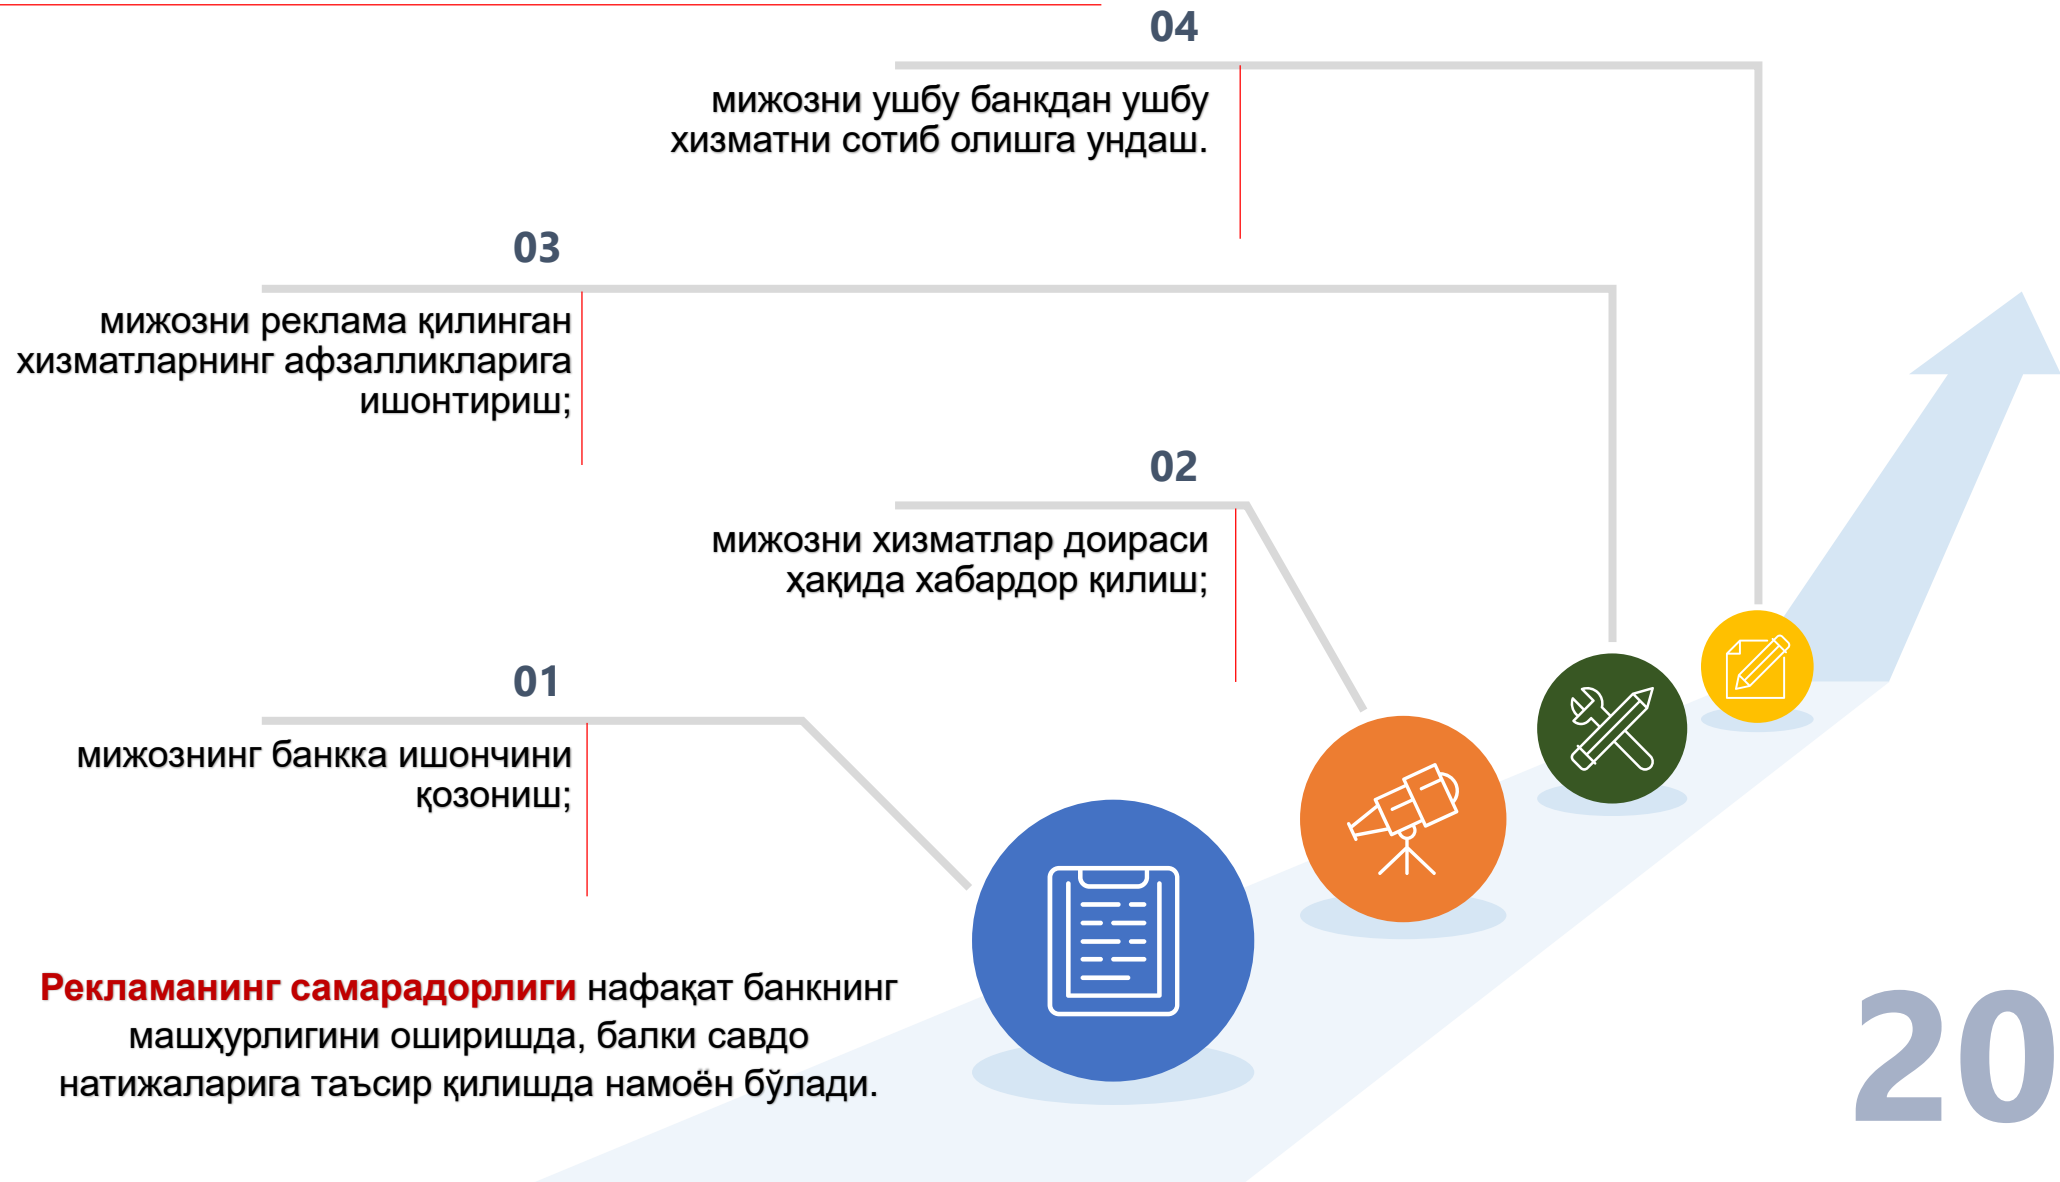 04
мижозни ушбу банкдан ушбу
хизматни сотиб олишга ундаш.
03
мижозни реклама қилинган
хизматларнинг афзалликларига
ишонтириш;
02
мижозни хизматлар доираси
ҳақида хабардор қилиш;
01
мижознинг банкка ишончини
қозониш;
Рекламанинг самарадорлиги нафақат банкнинг
машҳурлигини оширишда, балки савдо
натижаларига таъсир қилишда намоён бўлади.
20